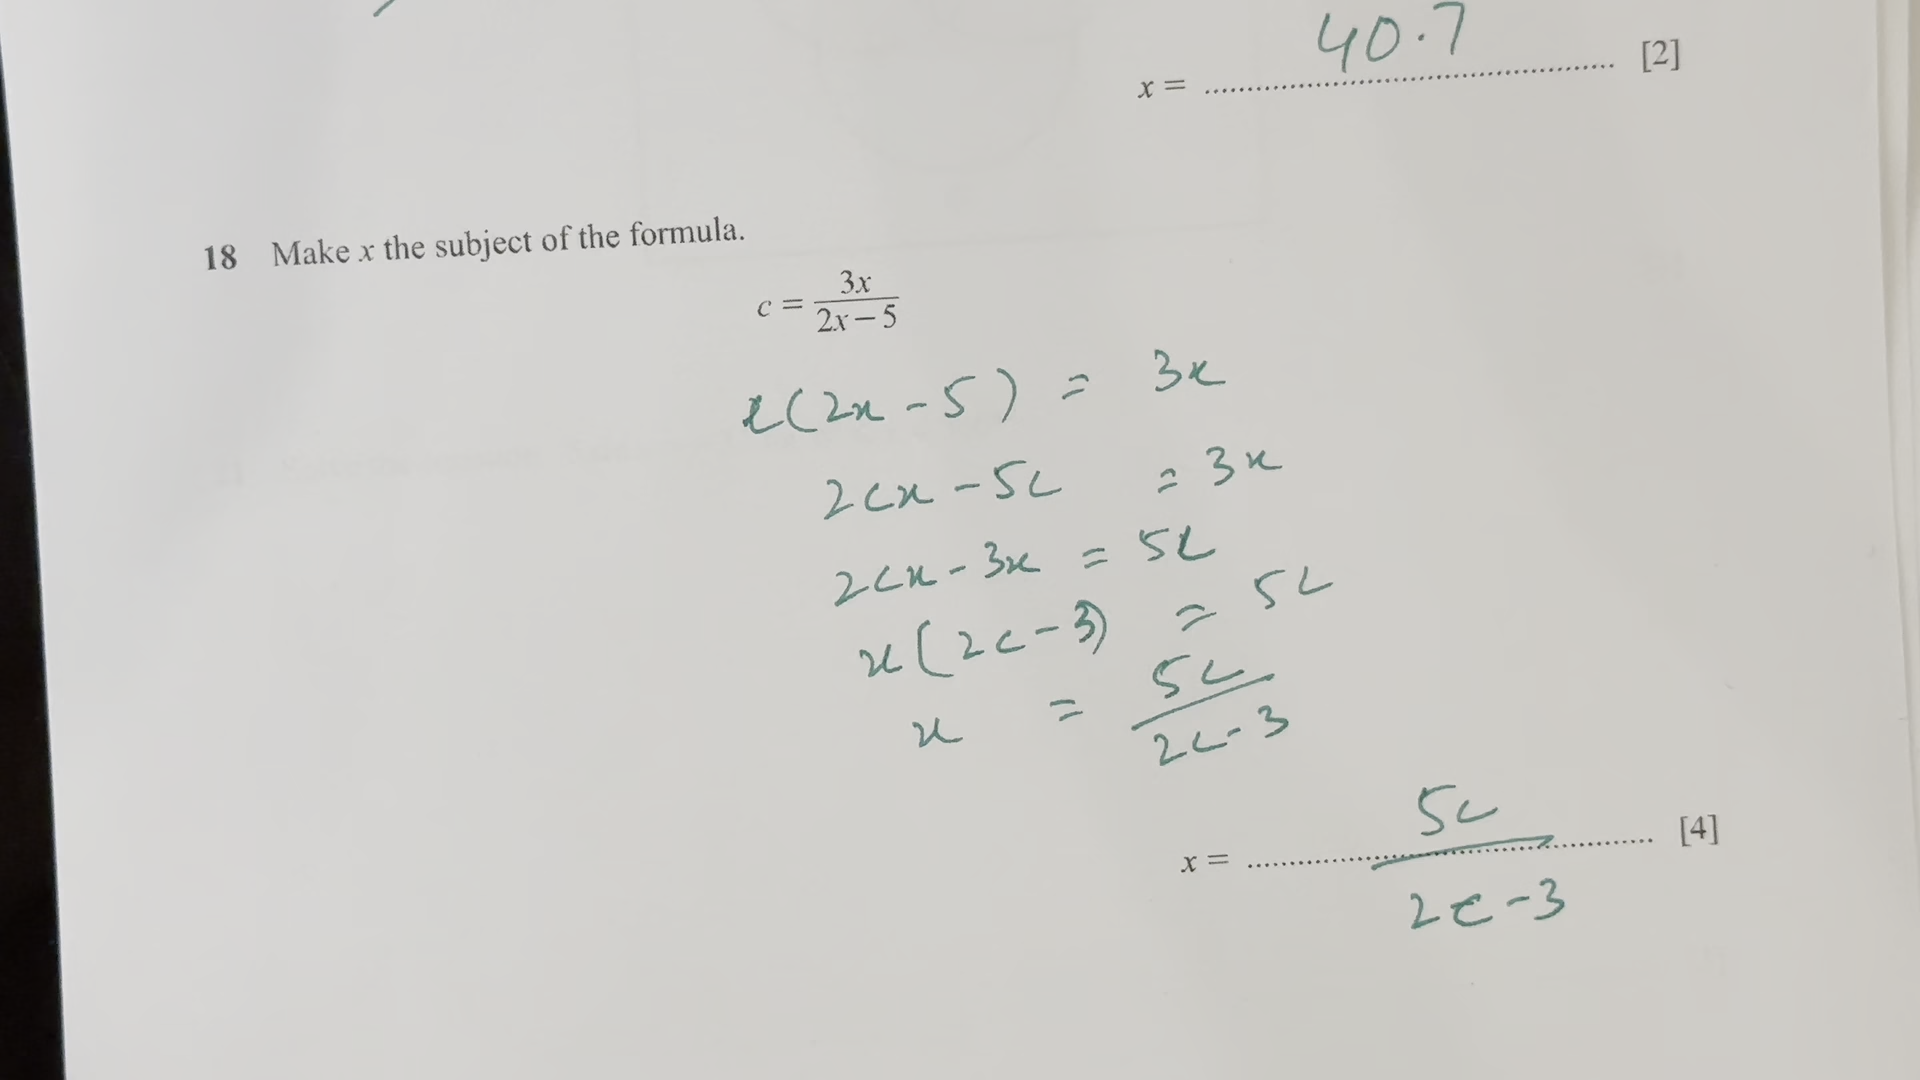 40.7
x = .................... [2]
18 Make x the subject of the formula.
c = 3x / 2x − 5
c(2x − 5) = 3x
2cx − 5c = 3x
2cx − 3x = 5c
x(2c − 3) = 5c
x = 5c / 2c − 3
x = 5c / 2c − 3 [4]